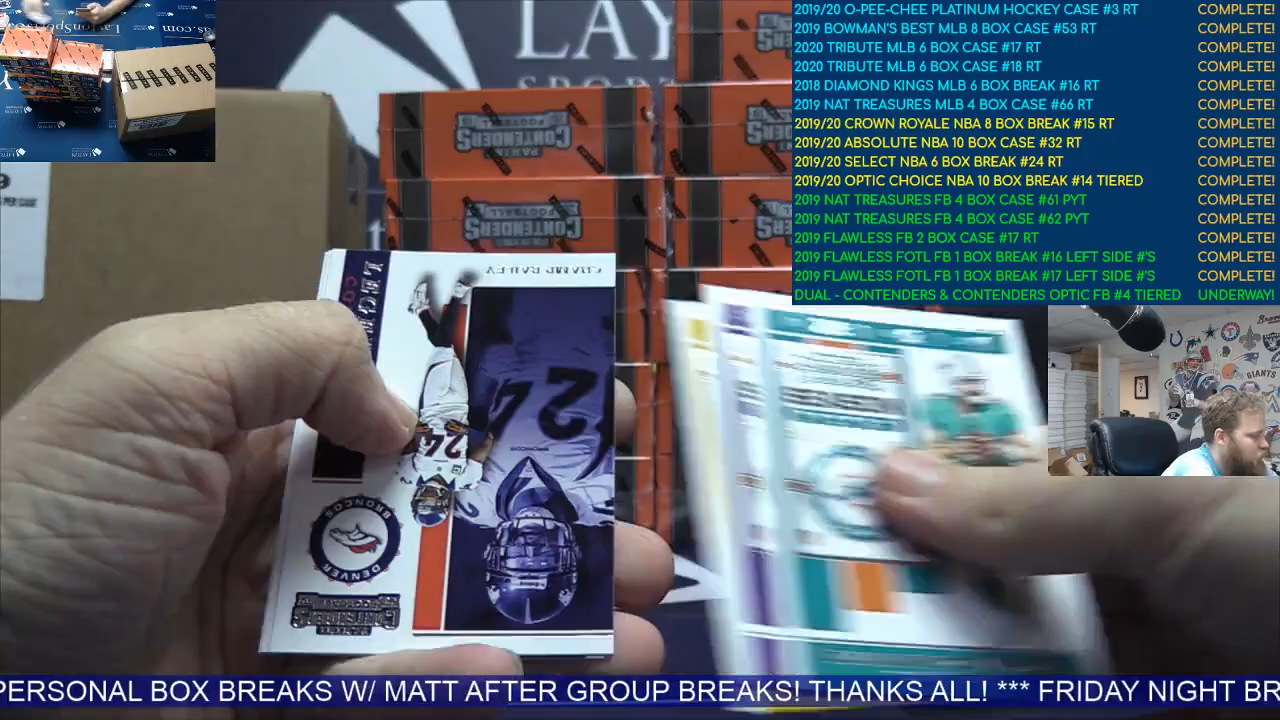 2019/20 O-PEE-CHEE PLATINUM HOCKEY CASE #3 RT COMPLETE!
2019 BOWMAN'S BEST MLB 8 BOX CASE #53 RT COMPLETE!
2020 TRIBUTE MLB 6 BOX CASE #17 RT COMPLETE!
2020 TRIBUTE MLB 6 BOX CASE #18 RT COMPLETE!
2018 DIAMOND KINGS MLB 6 BOX BREAK #16 RT COMPLETE!
2019 NAT TREASURES MLB 4 BOX CASE #66 RT COMPLETE!
2019/20 CROWN ROYALE NBA 8 BOX BREAK #15 RT COMPLETE!
2019/20 ABSOLUTE NBA 10 BOX CASE #32 RT COMPLETE!
2019/20 SELECT NBA 6 BOX BREAK #24 RT COMPLETE!
2019/20 OPTIC CHOICE NBA 10 BOX BREAK #14 TIERED COMPLETE!
2019 NAT TREASURES FB 4 BOX CASE #61 PYT COMPLETE!
2019 NAT TREASURES FB 4 BOX CASE #62 PYT COMPLETE!
2019 FLAWLESS FB 2 BOX CASE #17 RT COMPLETE!
2019 FLAWLESS FOTL FB 1 BOX BREAK #16 LEFT SIDE #'S COMPLETE!
2019 FLAWLESS FOTL FB 1 BOX BREAK #17 LEFT SIDE #'S COMPLETE!
DUAL - CONTENDERS & CONTENDERS OPTIC FB #4 TIERED UNDERWAY!
LAY
SPOR
PANINI
CONTENDERS
FOOTBALL
CONTENDERS
FOOTBALL
CHAMP BAILEY
24
24
BRONCOS
DENVER
CONTENDERS
GIANTS
PERSONAL BOX BREAKS W/ MATT AFTER GROUP BREAKS! THANKS ALL! *** FRIDAY NIGHT BR